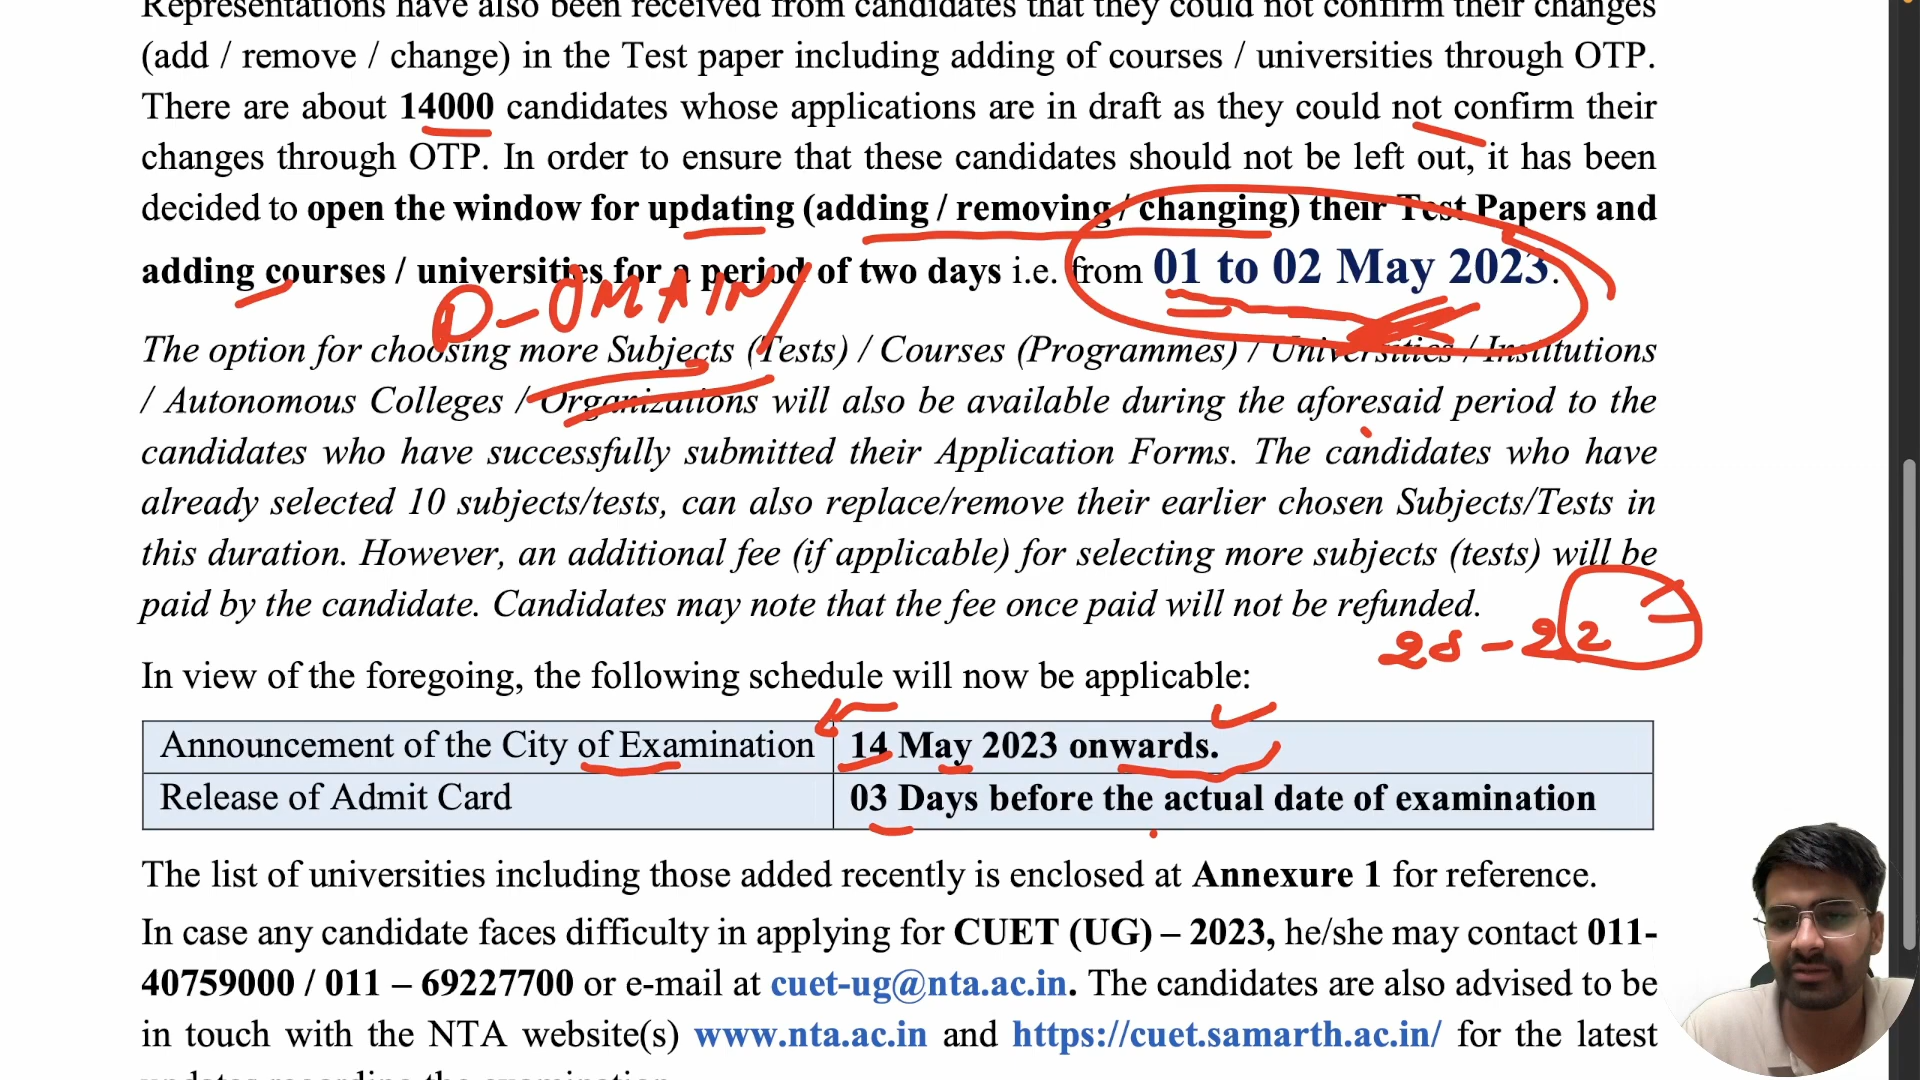 Representations have also been received from candidates that they could not confirm their changes
(add / remove / change) in the Test paper including adding of courses / universities through OTP.
There are about 14000 candidates whose applications are in draft as they could not confirm their
changes through OTP. In order to ensure that these candidates should not be left out, it has been
decided to open the window for updating (adding / removing / changing) their Test Papers and
adding courses / universities for a period of two days i.e. from 01 to 02 May 2023.
D-OMAIN
The option for choosing more Subjects (Tests) / Courses (Programmes) / Universities / Institutions
/ Autonomous Colleges / Organizations will also be available during the aforesaid period to the
candidates who have successfully submitted their Application Forms. The candidates who have
already selected 10 subjects/tests, can also replace/remove their earlier chosen Subjects/Tests in
this duration. However, an additional fee (if applicable) for selecting more subjects (tests) will be
paid by the candidate. Candidates may note that the fee once paid will not be refunded.
In view of the foregoing, the following schedule will now be applicable:
Announcement of the City of Examination 14 May 2023 onwards.
Release of Admit Card 03 Days before the actual date of examination
The list of universities including those added recently is enclosed at Annexure 1 for reference.
In case any candidate faces difficulty in applying for CUET (UG) – 2023, he/she may contact 011-
40759000 / 011 – 69227700 or e-mail at cuet-ug@nta.ac.in. The candidates are also advised to be
in touch with the NTA website(s) www.nta.ac.in and https://cuet.samarth.ac.in/ for the latest
updates regarding the examination.